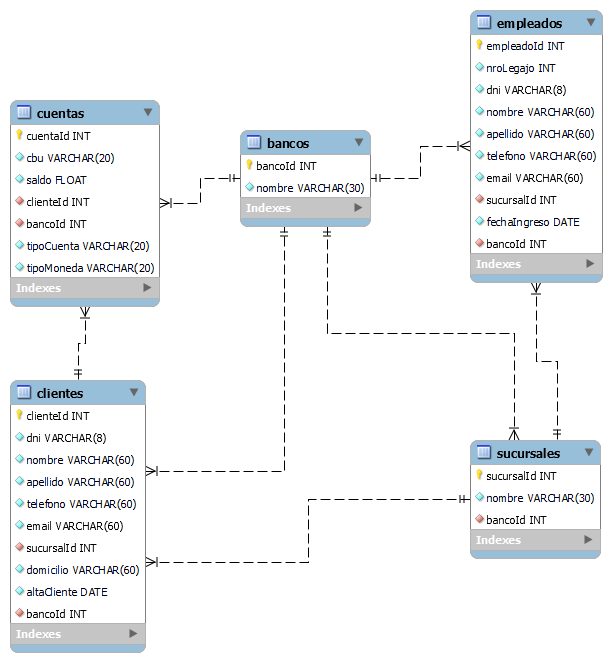 empleados
empleadoId INT
nroLegajo INT
dni VARCHAR(8)
nombre VARCHAR(60)
apellido VARCHAR(60)
telefono VARCHAR(60)
email VARCHAR(60)
sucursalId INT
fechaIngreso DATE
bancoId INT
Indexes
cuentas
cuentaId INT
cbu VARCHAR(20)
saldo FLOAT
clienteId INT
bancoId INT
tipoCuenta VARCHAR(20)
tipoMoneda VARCHAR(20)
Indexes
bancos
bancoId INT
nombre VARCHAR(30)
Indexes
clientes
clienteId INT
dni VARCHAR(8)
nombre VARCHAR(60)
apellido VARCHAR(60)
telefono VARCHAR(60)
email VARCHAR(60)
sucursalId INT
domicilio VARCHAR(60)
altaCliente DATE
bancoId INT
Indexes
sucursales
sucursalId INT
nombre VARCHAR(30)
bancoId INT
Indexes